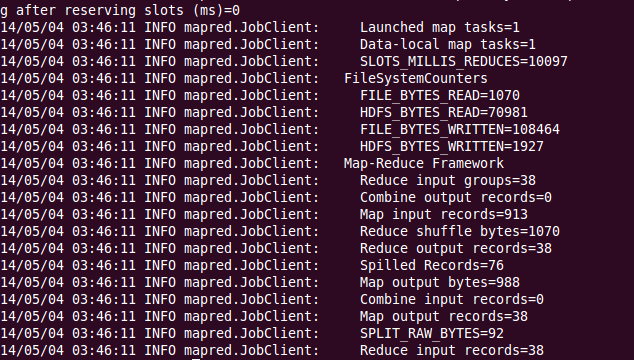 g after reserving slots (ms)=0
14/05/04 03:46:11 INFO mapred.JobClient:     Launched map tasks=1
14/05/04 03:46:11 INFO mapred.JobClient:     Data-local map tasks=1
14/05/04 03:46:11 INFO mapred.JobClient:     SLOTS_MILLIS_REDUCES=10097
14/05/04 03:46:11 INFO mapred.JobClient:   FileSystemCounters
14/05/04 03:46:11 INFO mapred.JobClient:     FILE_BYTES_READ=1070
14/05/04 03:46:11 INFO mapred.JobClient:     HDFS_BYTES_READ=70981
14/05/04 03:46:11 INFO mapred.JobClient:     FILE_BYTES_WRITTEN=108464
14/05/04 03:46:11 INFO mapred.JobClient:     HDFS_BYTES_WRITTEN=1927
14/05/04 03:46:11 INFO mapred.JobClient:   Map-Reduce Framework
14/05/04 03:46:11 INFO mapred.JobClient:     Reduce input groups=38
14/05/04 03:46:11 INFO mapred.JobClient:     Combine output records=0
14/05/04 03:46:11 INFO mapred.JobClient:     Map input records=913
14/05/04 03:46:11 INFO mapred.JobClient:     Reduce shuffle bytes=1070
14/05/04 03:46:11 INFO mapred.JobClient:     Reduce output records=38
14/05/04 03:46:11 INFO mapred.JobClient:     Spilled Records=76
14/05/04 03:46:11 INFO mapred.JobClient:     Map output bytes=988
14/05/04 03:46:11 INFO mapred.JobClient:     Combine input records=0
14/05/04 03:46:11 INFO mapred.JobClient:     Map output records=38
14/05/04 03:46:11 INFO mapred.JobClient:     SPLIT_RAW_BYTES=92
14/05/04 03:46:11 INFO mapred.JobClient:     Reduce input records=38